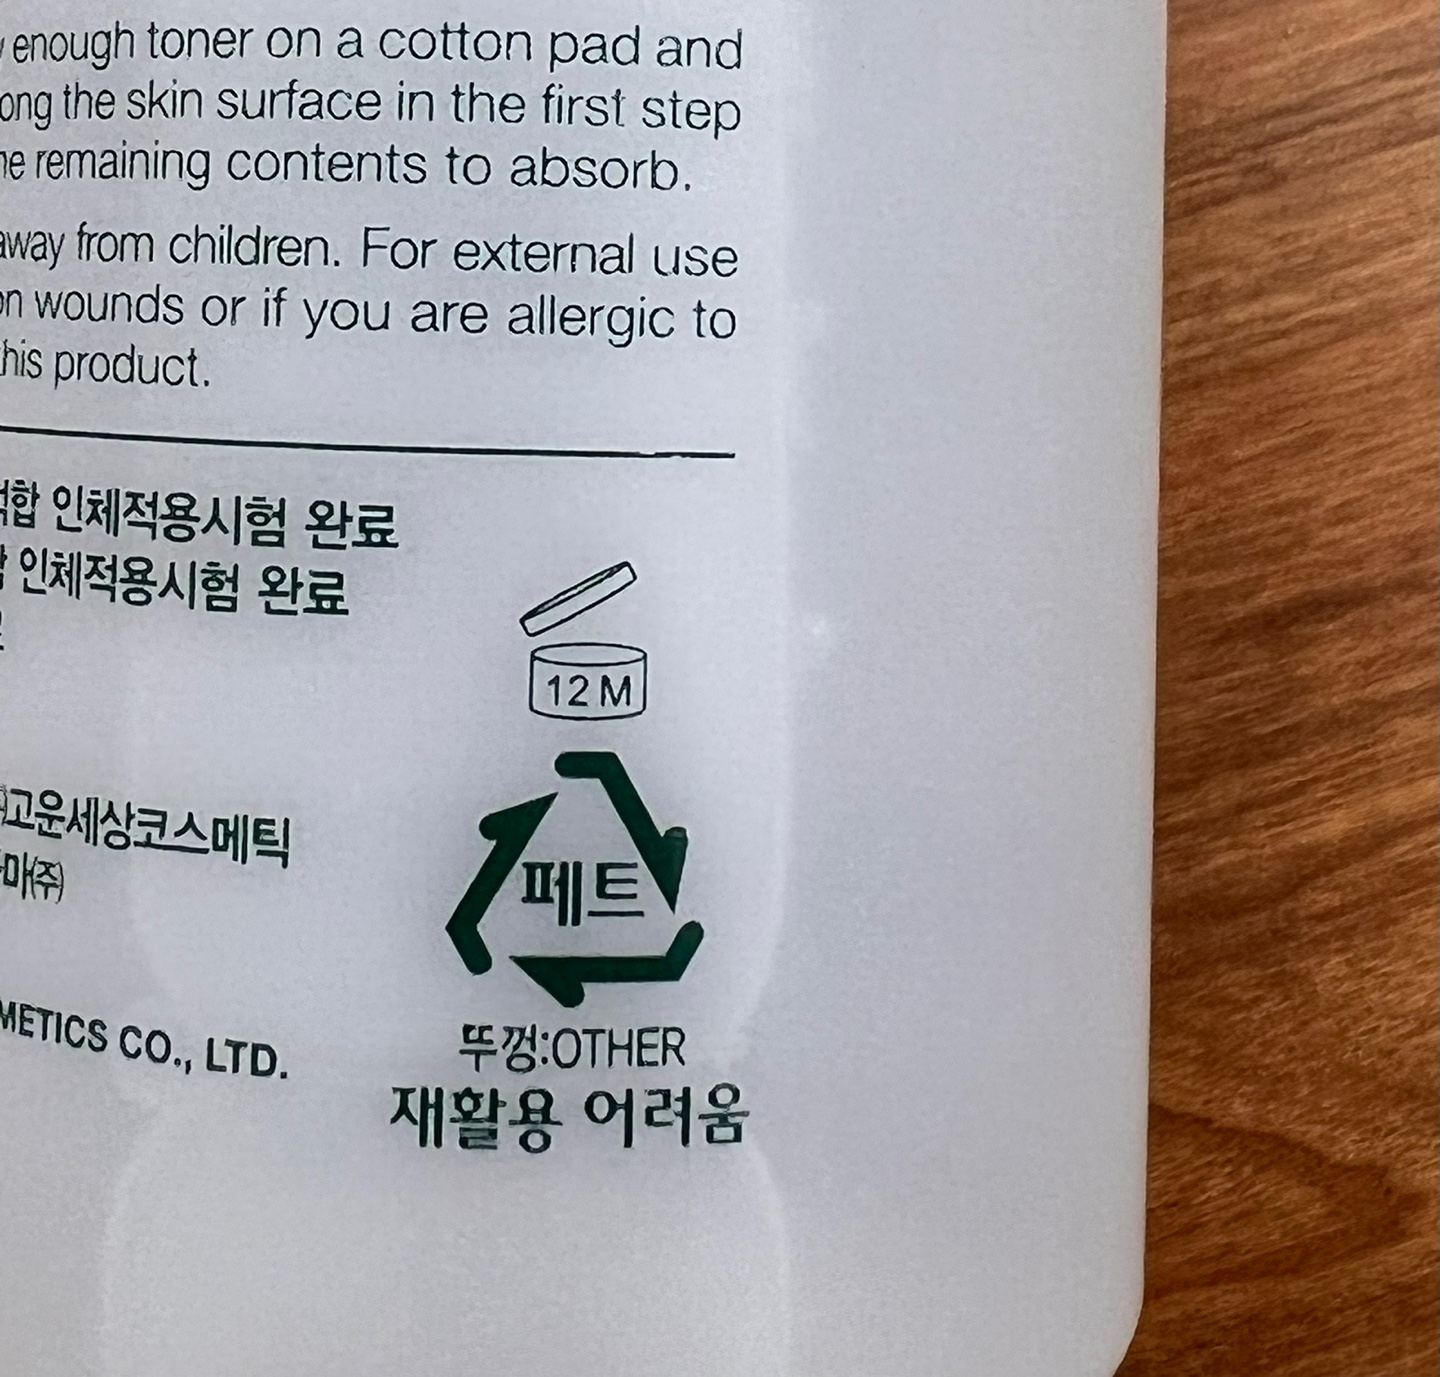 enough toner on a cotton pad and
the skin surface in the first step
remaining contents to absorb.
away from children. For external use
on wounds or if you are allergic to
this product.
인체적용시험 완료
인체적용시험 완료
12 M
고운세상코스메틱
페트
CO., LTD.
뚜껑:OTHER
재활용 어려움